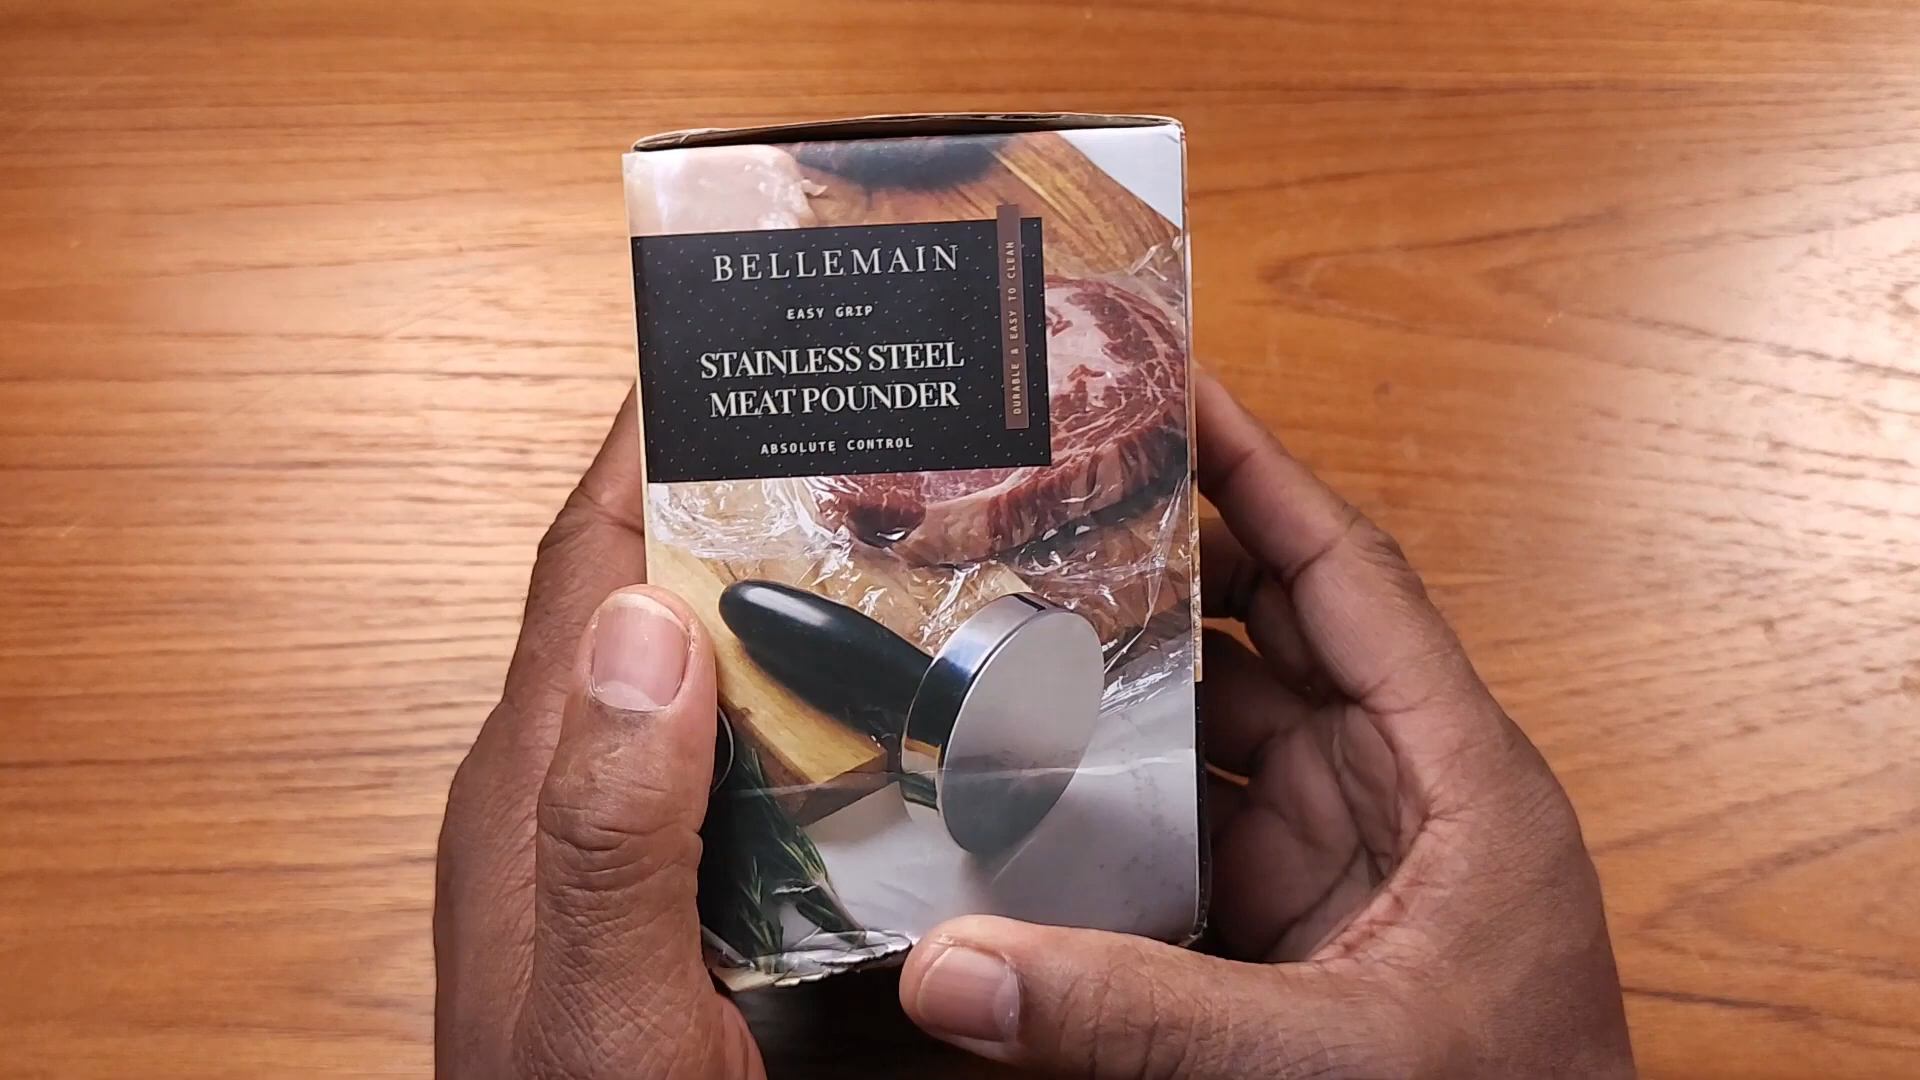 BELLEMAIN
EASY GRIP
STAINLESS STEEL
MEAT POUNDER
ABSOLUTE CONTROL
DURABLE & EASY TO CLEAN